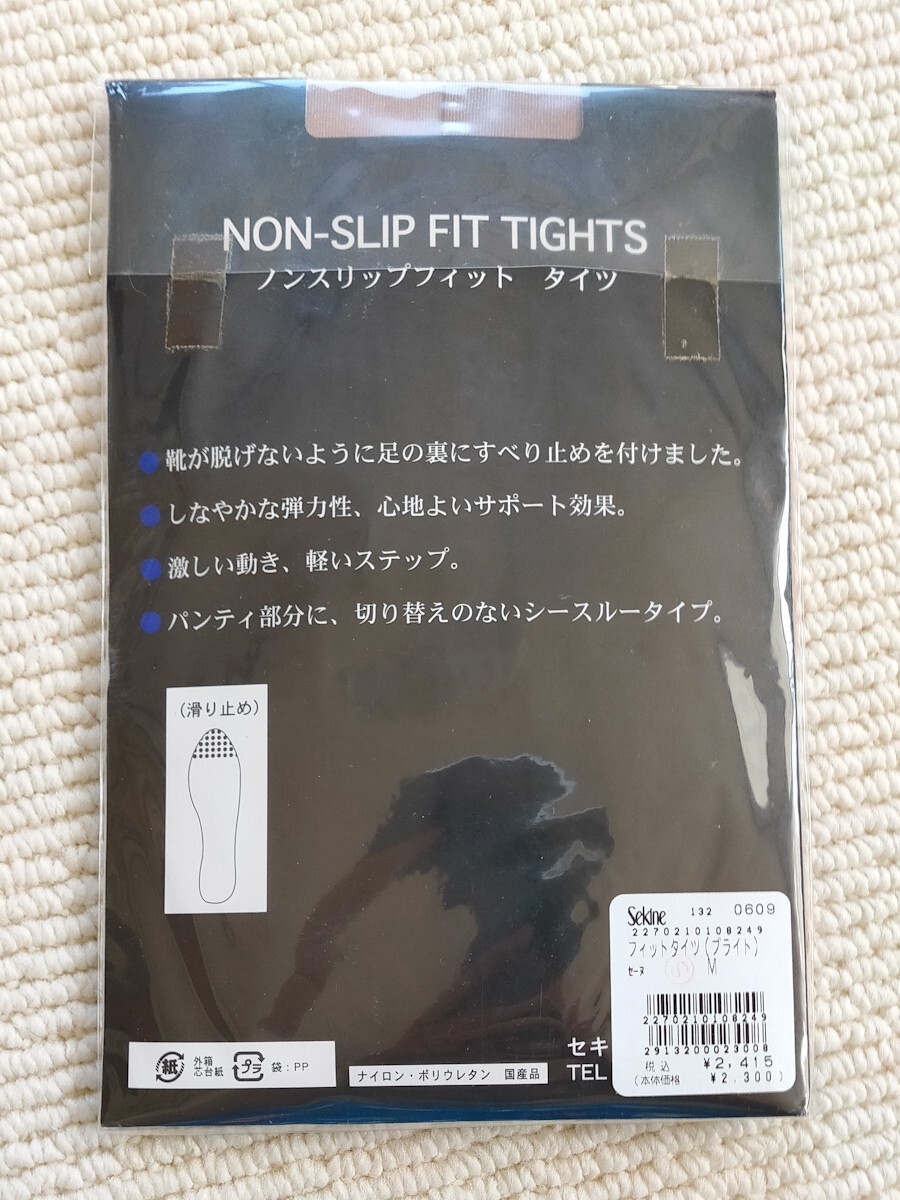 NON-SLIP FIT TIGHTS
ノンスリップフィット タイツ
靴が脱げないように足の裏にすべり止めを付けました。
しなやかな弾力性、心地よいサポート効果。
激しい動き、軽いステップ。
パンティ部分に、切り替えのないシースルータイプ。
(滑り止め)
Sekine 132 0609
2270210108249
フィットタイツ(ブライト)
セーヌ M
2270210108249
2913200023008
税込 ¥2,415
(本体価格 ¥2,300)
紙 外箱
芯台紙
プラ 袋:PP
ナイロン・ポリウレタン 国産品
セキ
TEL